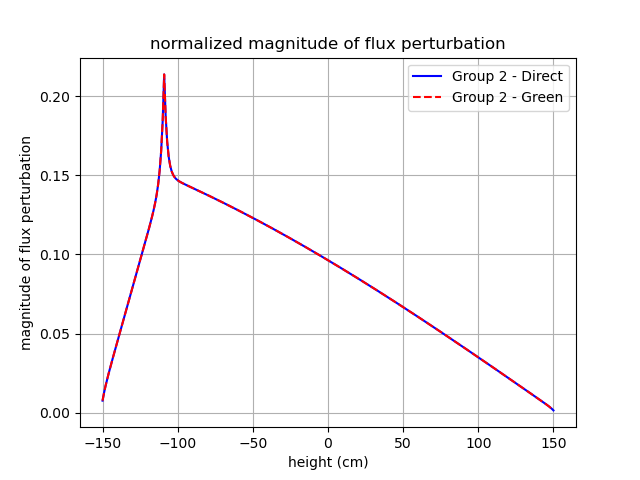 normalized magnitude of flux perturbation
Group 2 - Direct
Group 2 - Green
magnitude of flux perturbation
0.20
0.15
0.10
0.05
0.00
−150
−100
−50
0
50
100
150
height (cm)